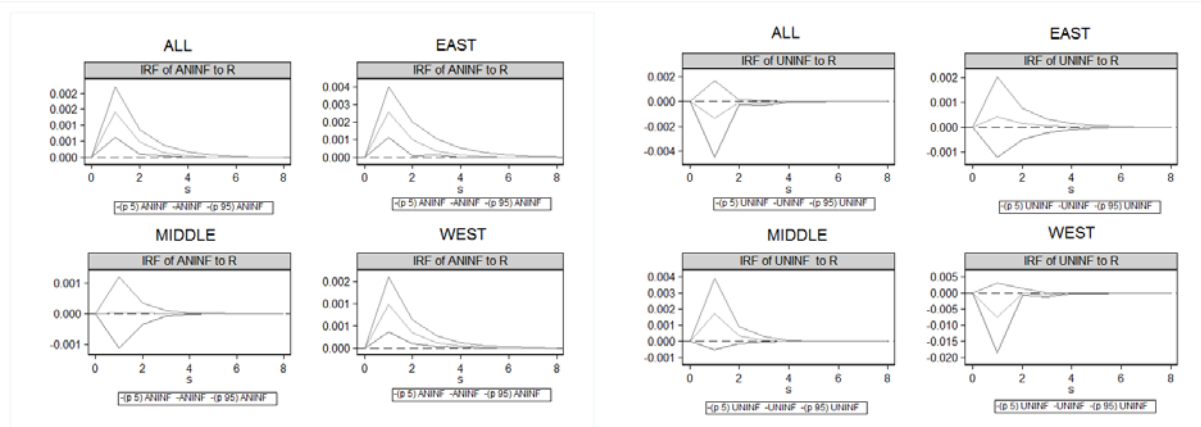 ALL
IRF of ANINF to R
0.002
0.002
0.001
0.001
0.000
0 2 4 6 8
s
-(p 5) ANINF -ANINF -(p 95) ANINF
EAST
IRF of ANINF to R
0.004
0.003
0.002
0.001
0.000
0 2 4 6 8
s
-(p 5) ANINF -ANINF -(p 95) ANINF
MIDDLE
IRF of ANINF to R
0.001
0.000
-0.001
0 2 4 6 8
s
-(p 5) ANINF -ANINF -(p 95) ANINF
WEST
IRF of ANINF to R
0.002
0.002
0.001
0.001
0.000
0 2 4 6 8
s
-(p 5) ANINF -ANINF -(p 95) ANINF
ALL
IRF of UNINF to R
0.002
0.000
-0.002
-0.004
0 2 4 6 8
s
-(p 5) UNINF -UNINF -(p 95) UNINF
EAST
IRF of UNINF to R
0.002
0.001
0.000
-0.001
0 2 4 6 8
s
-(p 5) UNINF -UNINF -(p 95) UNINF
MIDDLE
IRF of UNINF to R
0.004
0.003
0.002
0.001
0.000
-0.001
0 2 4 6 8
s
-(p 5) UNINF -UNINF -(p 95) UNINF
WEST
IRF of UNINF to R
0.005
0.000
-0.005
-0.010
-0.015
-0.020
0 2 4 6 8
s
-(p 5) UNINF -UNINF -(p 95) UNINF